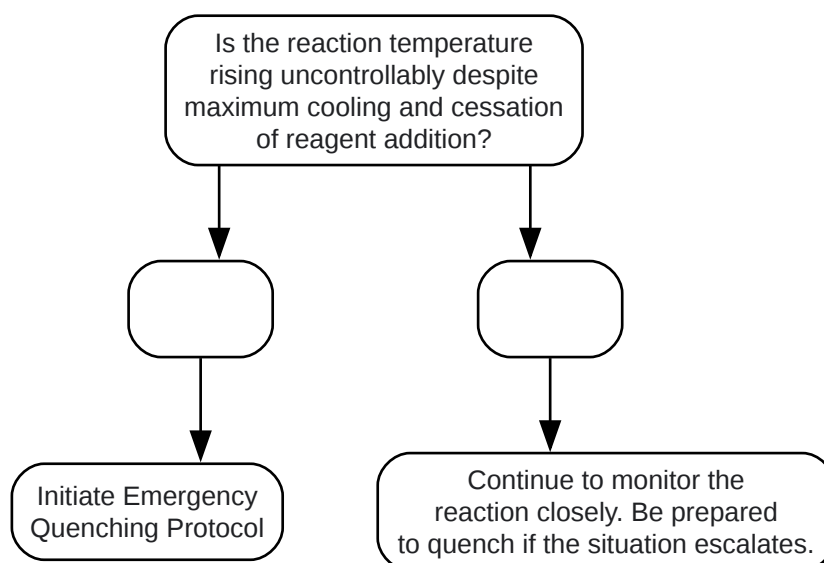 Is the reaction temperature
rising uncontrollably despite
maximum cooling and cessation
of reagent addition?
Initiate Emergency
Quenching Protocol
Continue to monitor the
reaction closely. Be prepared
to quench if the situation escalates.